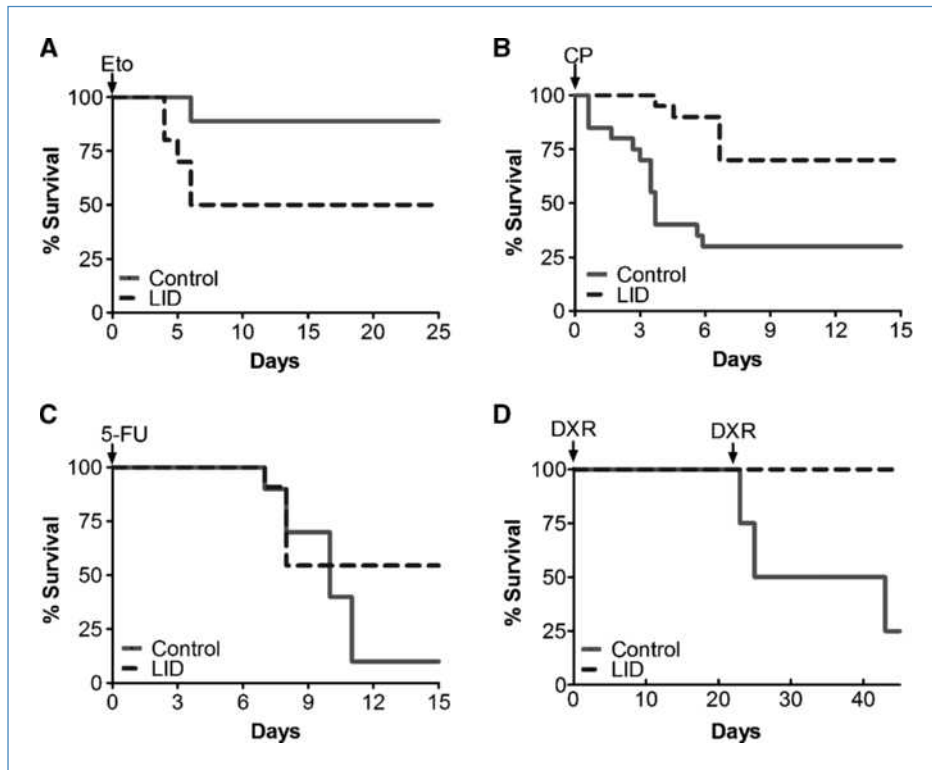 A
Eto
% Survival
100
75
50
25
0
Control
LID
0 5 10 15 20 25
Days
B
CP
% Survival
100
75
50
25
0
Control
LID
0 3 6 9 12 15
Days
C
5-FU
% Survival
100
75
50
25
0
Control
LID
0 3 6 9 12 15
Days
D
DXR DXR
% Survival
100
75
50
25
0
Control
LID
0 10 20 30 40
Days